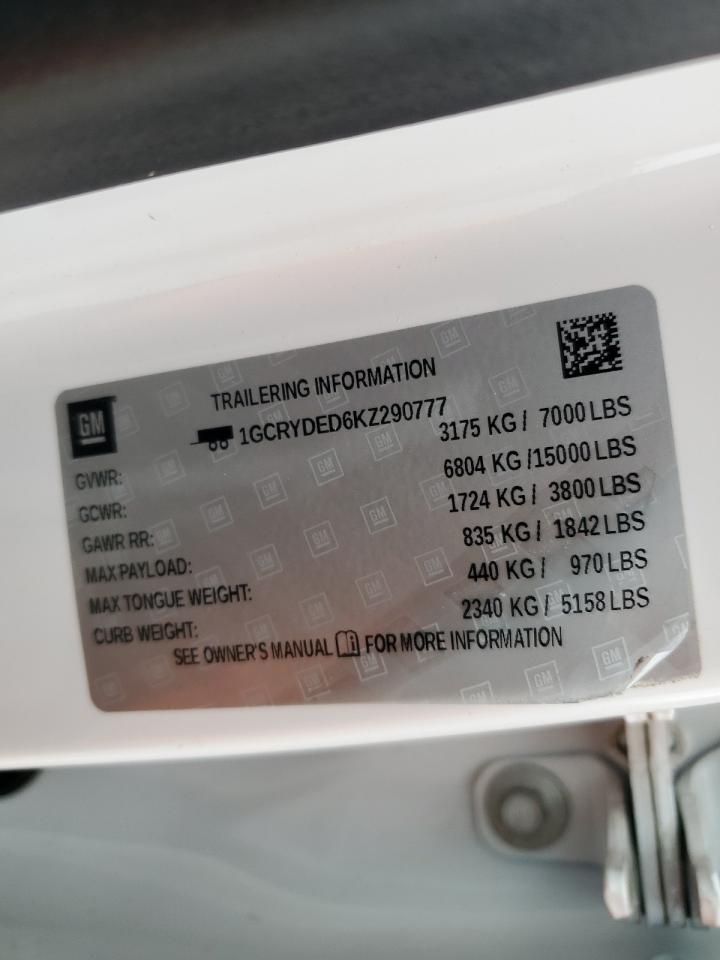 GM
TRAILERING INFORMATION
1GCRYDED6KZ290777
GVWR: 3175 KG / 7000 LBS
GCWR: 6804 KG /15000 LBS
GAWR RR: 1724 KG / 3800 LBS
MAX PAYLOAD: 835 KG / 1842 LBS
MAX TONGUE WEIGHT: 440 KG / 970 LBS
CURB WEIGHT: 2340 KG / 5158 LBS
SEE OWNER'S MANUAL FOR MORE INFORMATION